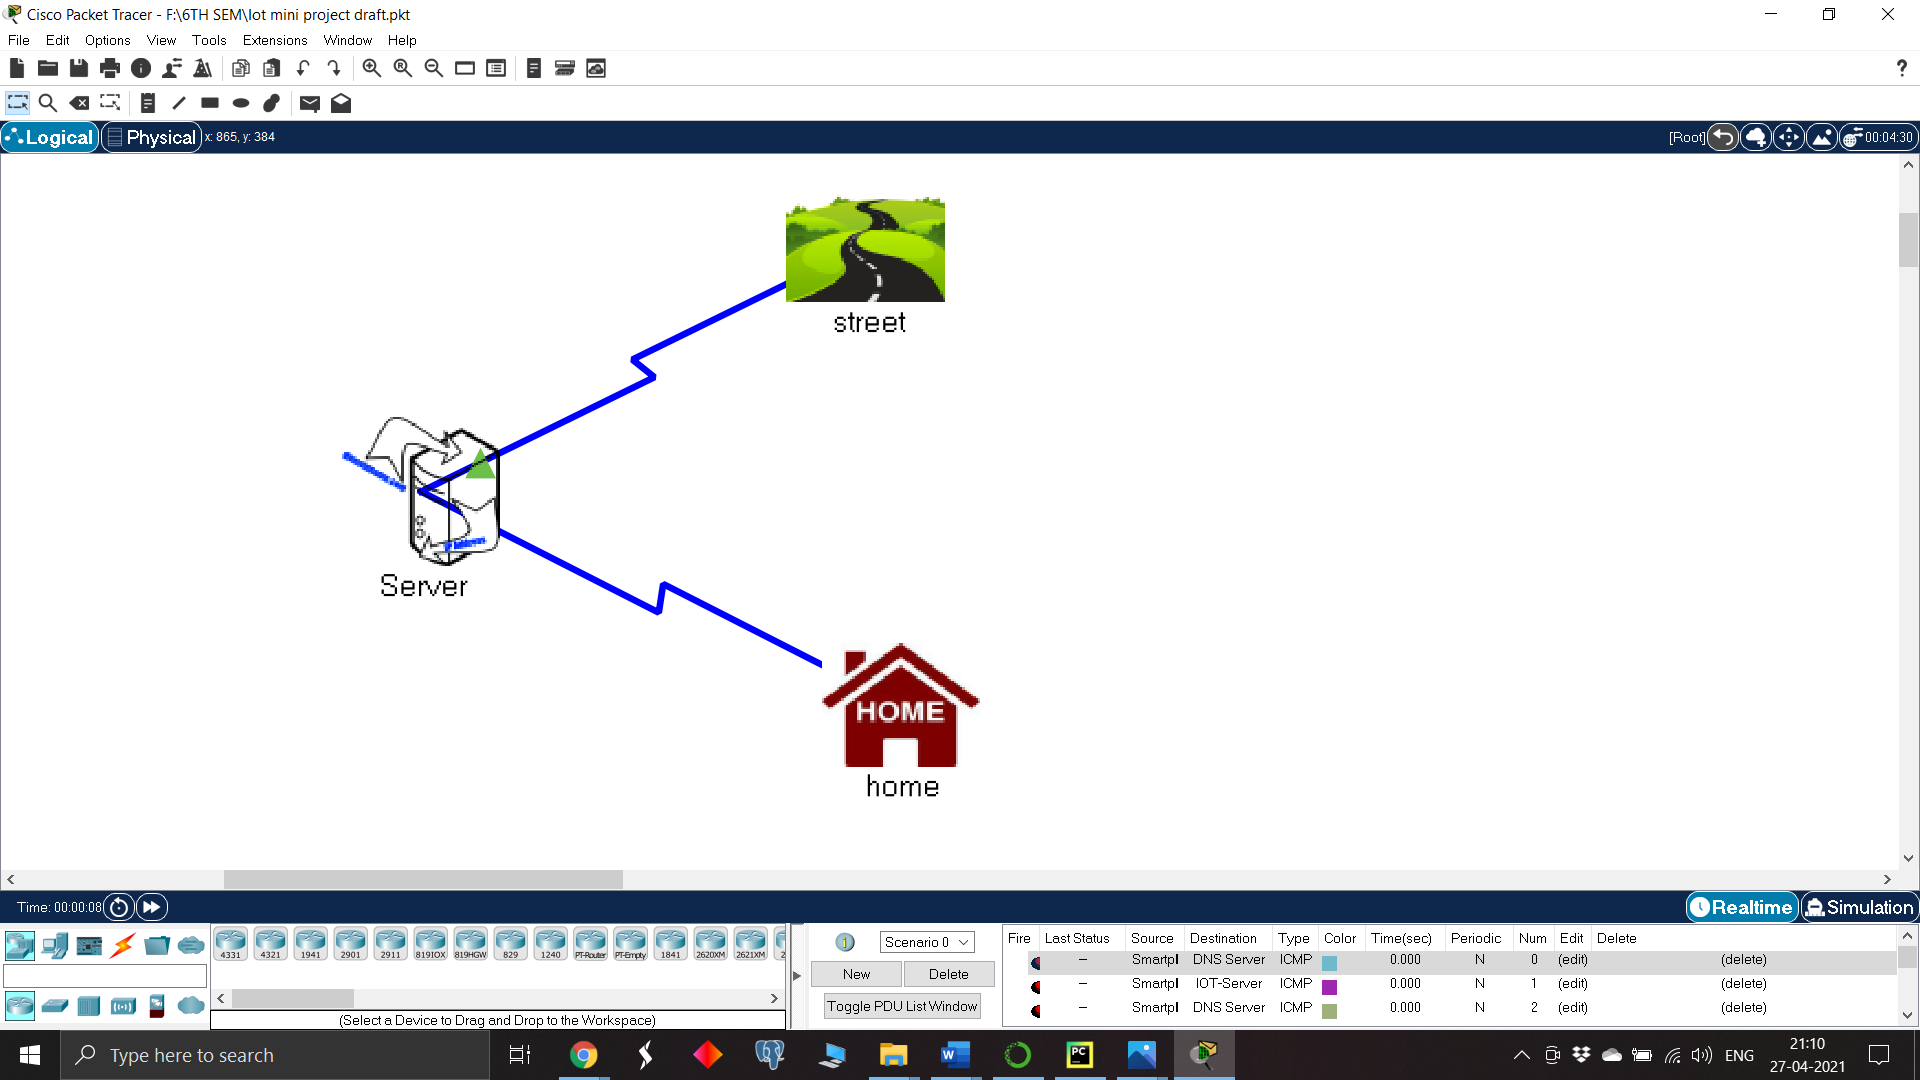 Cisco Packet Tracer - F:\6TH SEM\Iot mini project draft.pkt
File Edit Options View Tools Extensions Window Help
?
Logical Physical x: 865, y: 384 [Root] 00:04:30
street
Server
HOME
home
Time: 00:00:08 Realtime Simulation
4331 4321 1941 2901 2911 819IOX 819HGW 829 1240 PT-Router PT-Empty 1841 2620XM 2621XM
(Select a Device to Drag and Drop to the Workspace)
Scenario 0
New Delete
Toggle PDU List Window
Fire Last Status Source Destination Type Color Time(sec) Periodic Num Edit Delete
-- Smartpl DNS Server ICMP 0.000 N 0 (edit) (delete)
-- Smartpl IOT-Server ICMP 0.000 N 1 (edit) (delete)
-- Smartpl DNS Server ICMP 0.000 N 2 (edit) (delete)
Type here to search
PC
ENG
21:10
27-04-2021